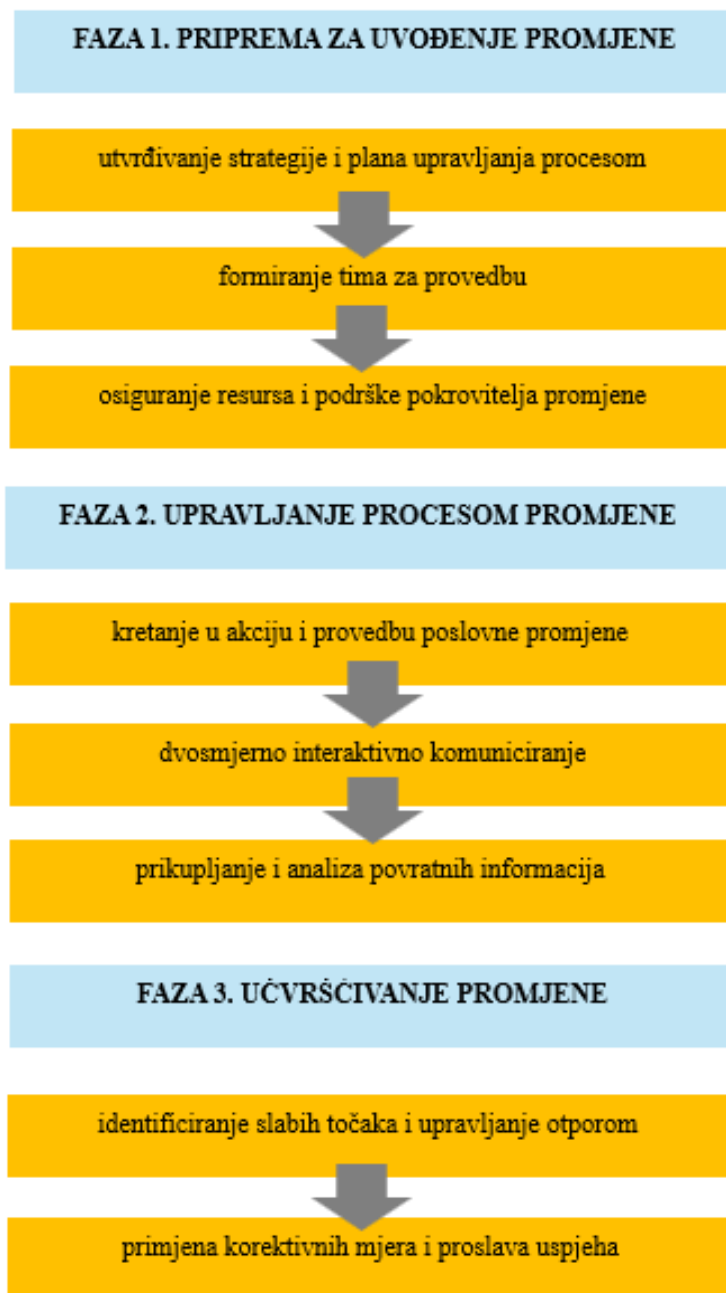 FAZA 1. PRIPREMA ZA UVOĐENJE PROMJENE
utvrđivanje strategije i plana upravljanja procesom
formiranje tima za provedbu
osiguranje resursa i podrške pokrovitelja promjene
FAZA 2. UPRAVLJANJE PROCESOM PROMJENE
kretanje u akciju i provedbu poslovne promjene
dvosmjerno interaktivno komuniciranje
prikupljanje i analiza povratnih informacija
FAZA 3. UČVRŠĆIVANJE PROMJENE
identificiranje slabih točaka i upravljanje otporom
primjena korektivnih mjera i proslava uspjeha